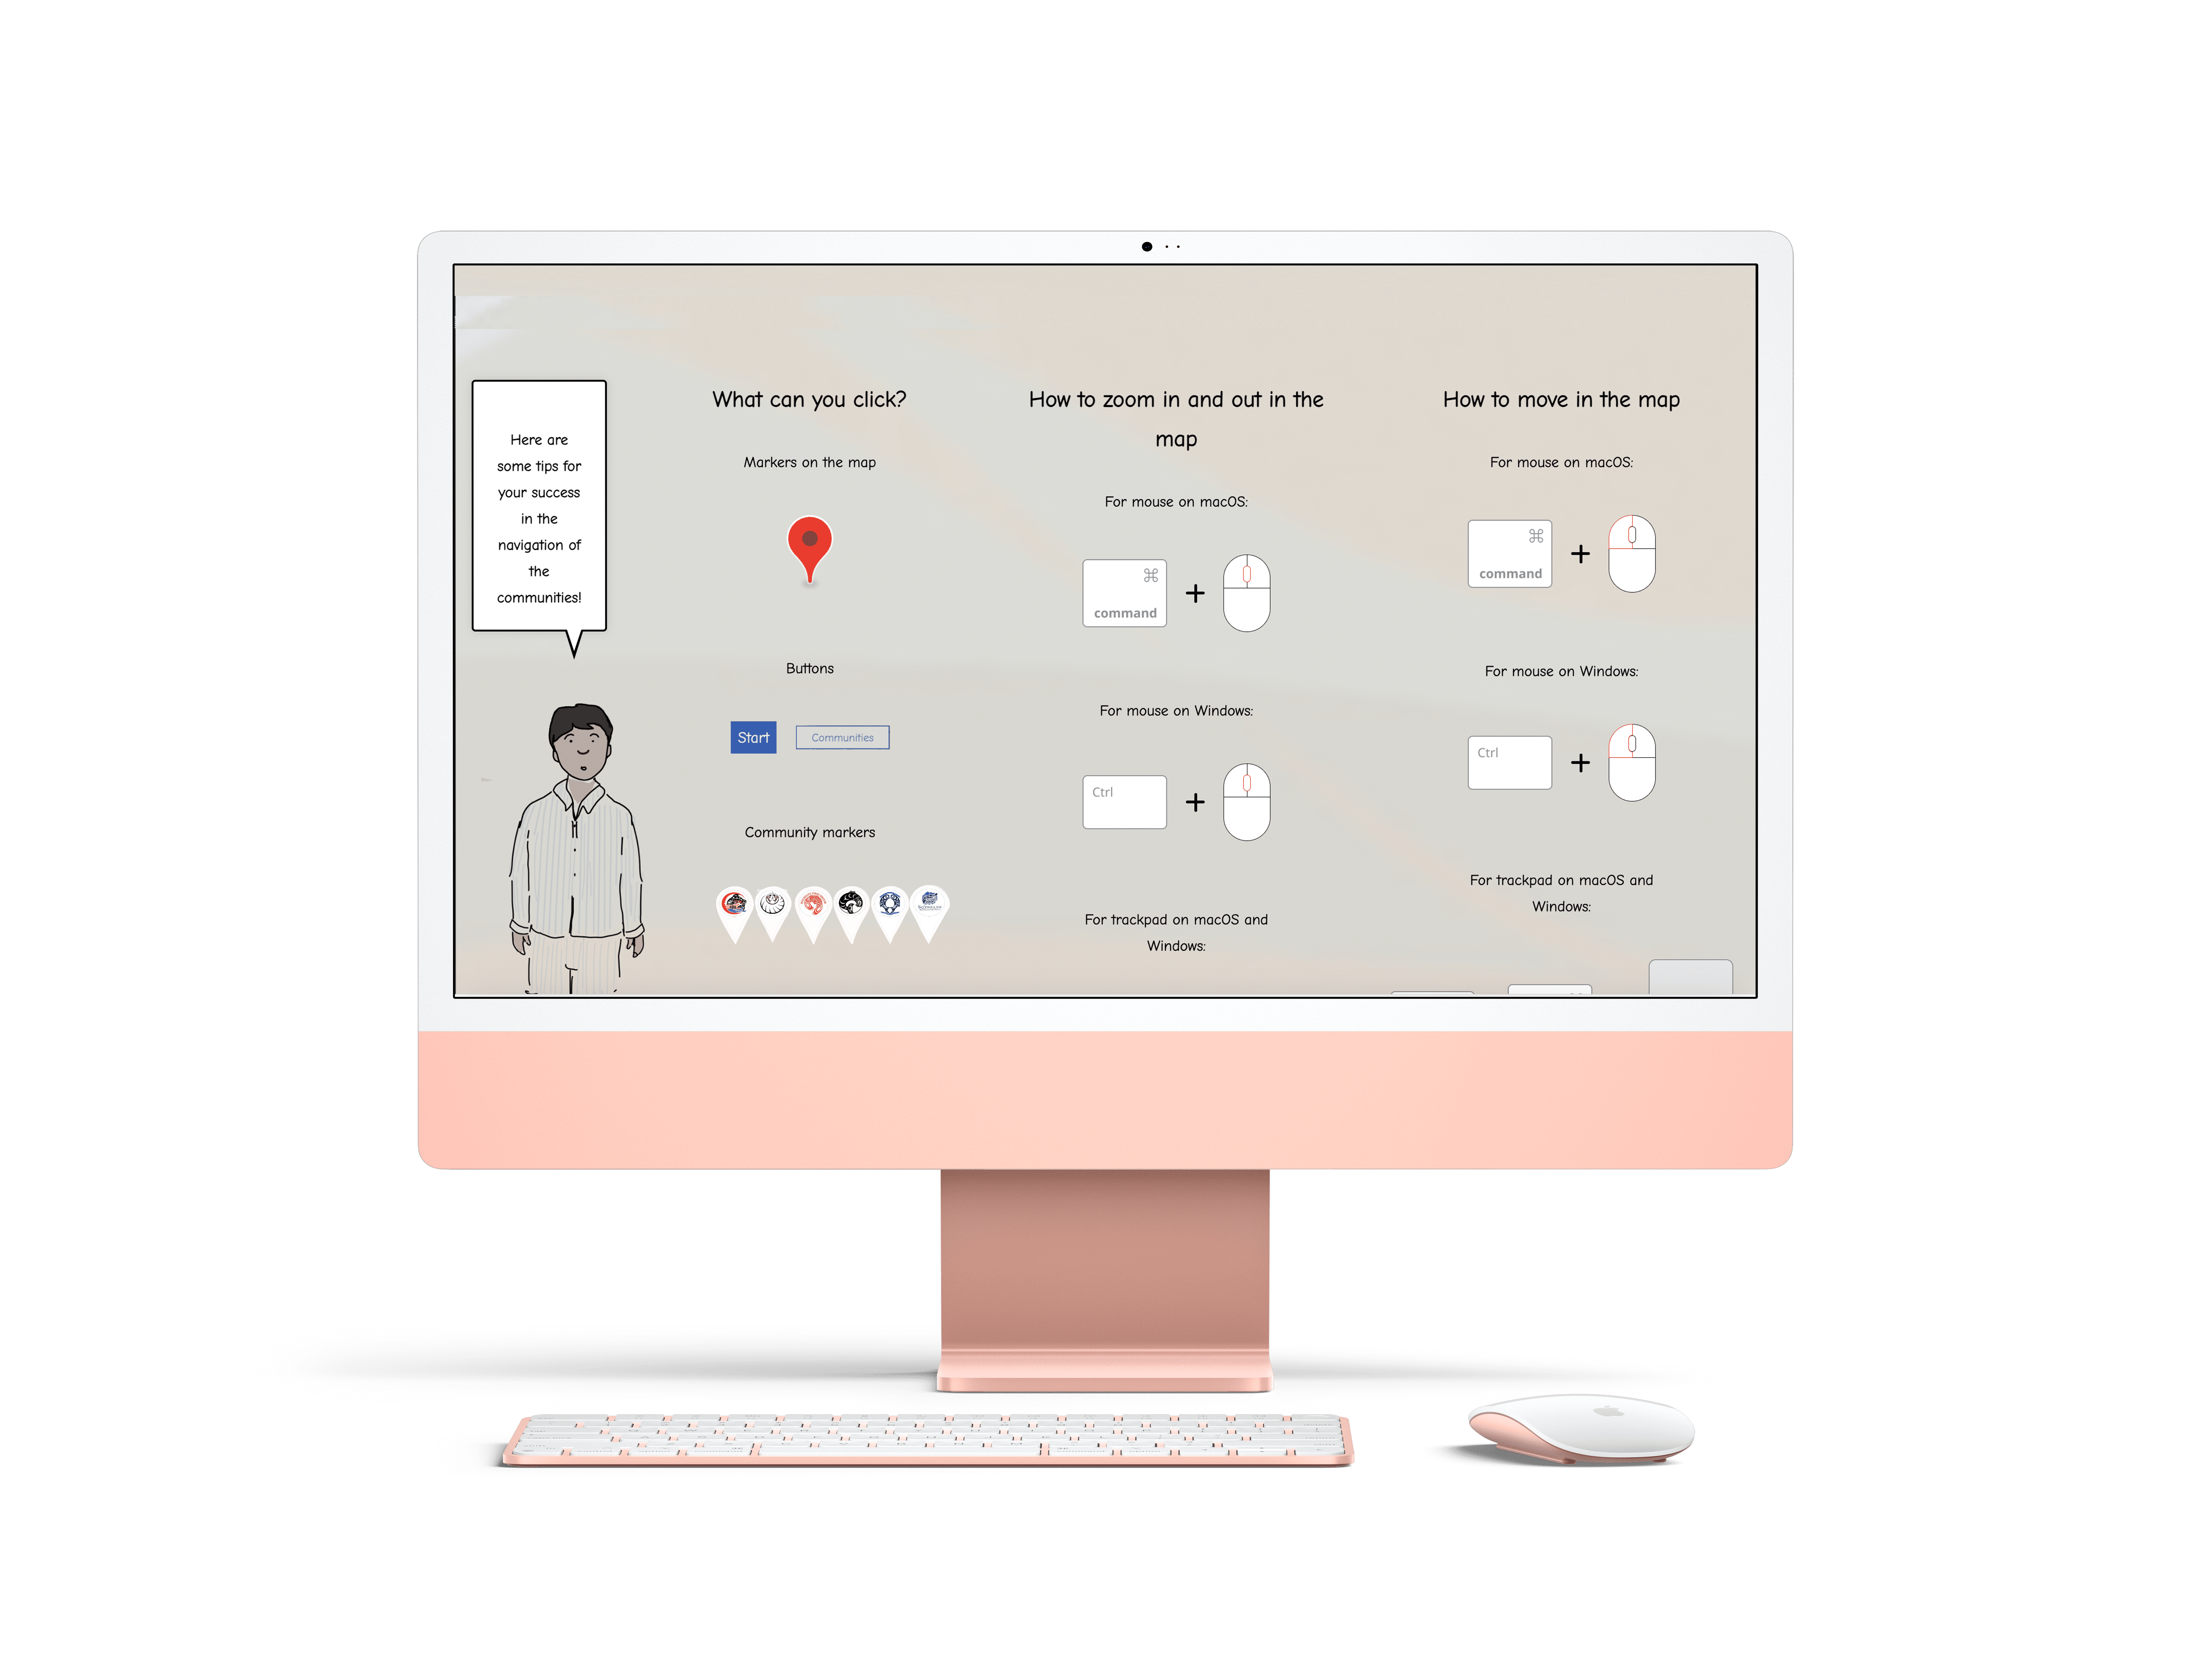 Here are
some tips for
your success
in the
navigation of
the
communities!
What can you click?
Markers on the map
Buttons
Start
Communities
Community markers
How to zoom in and out in the
map
For mouse on macOS:
⌘
command
+
For mouse on Windows:
Ctrl
+
For trackpad on macOS and
Windows:
How to move in the map
For mouse on macOS:
⌘
command
+
For mouse on Windows:
Ctrl
+
For trackpad on macOS and
Windows: